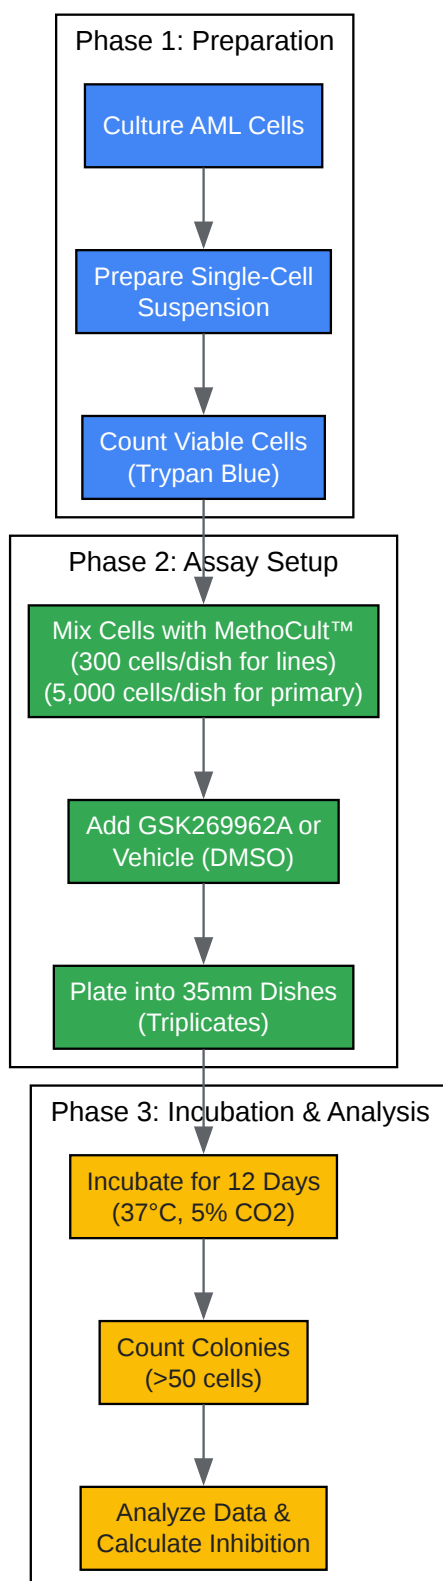 Phase 1: Preparation
Culture AML Cells
Prepare Single-Cell
Suspension
Count Viable Cells
(Trypan Blue)
Phase 2: Assay Setup
Mix Cells with MethoCult™
(300 cells/dish for lines)
(5,000 cells/dish for primary)
Add GSK269962A or
Vehicle (DMSO)
Plate into 35mm Dishes
(Triplicates)
Phase 3: Incubation & Analysis
Incubate for 12 Days
(37°C, 5% CO2)
Count Colonies
(>50 cells)
Analyze Data &
Calculate Inhibition